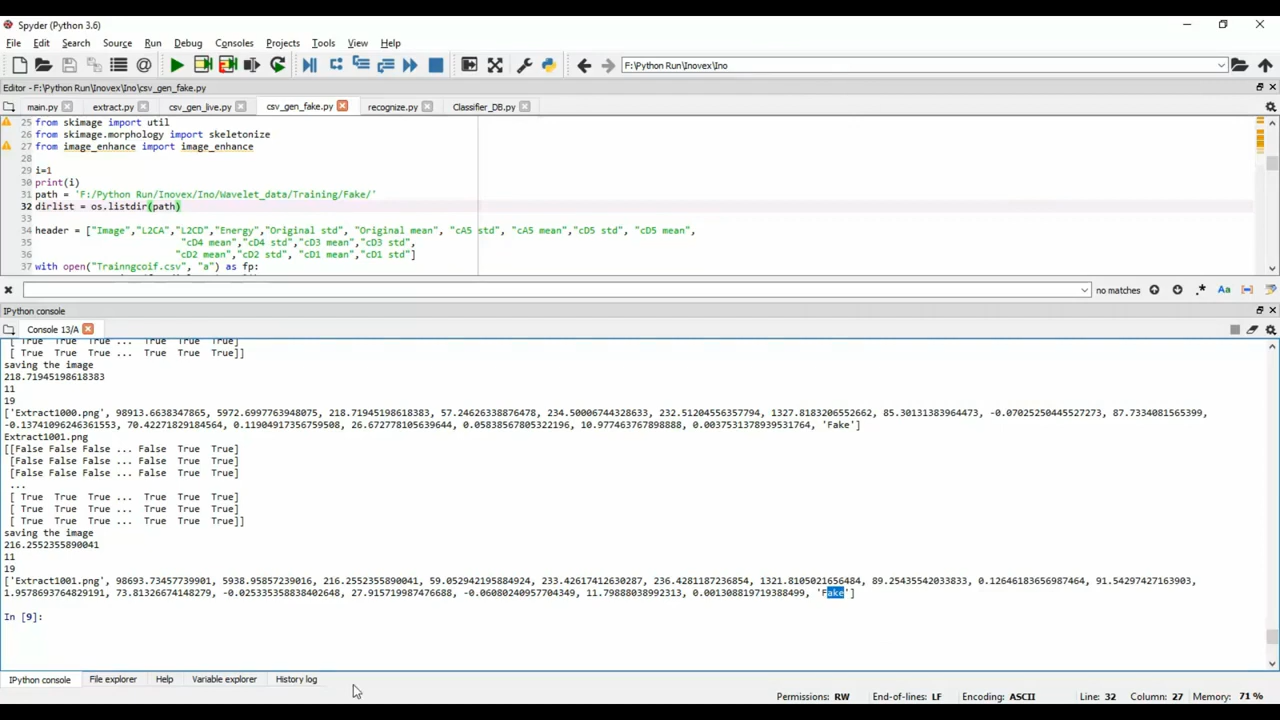 Spyder (Python 3.6)
File Edit Search Source Run Debug Consoles Projects Tools View Help
F:\Python Run\Inovex\Ino
Editor - F:\Python Run\Inovex\Ino\csv_gen_fake.py
main.py extract.py csv_gen_live.py csv_gen_fake.py recognize.py Classifier_DB.py
25 from skimage import util
26 from skimage.morphology import skeletonize
27 from image_enhance import image_enhance
28
29 i=1
30 print(i)
31 path = 'F:/Python Run/Inovex/Ino/Wavelet_data/Training/Fake/'
32 dirlist = os.listdir(path)
33
34 header = ["Image","L2CA","L2CD","Energy","Original std", "Original mean", "cA5 std", "cA5 mean","cD5 std", "cD5 mean",
35 "cD4 mean","cD4 std","cD3 mean","cD3 std",
36 "cD2 mean","cD2 std", "cD1 mean","cD1 std"]
37 with open("Trainngcoif.csv", "a") as fp:
no matches
IPython console
Console 13/A
[ True True True ... True True True]
[ True True True ... True True True]]
saving the image
218.71945198618383
11
19
['Extract1000.png', 98913.6638347865, 5972.6997763948075, 218.71945198618383, 57.24626338876478, 234.50006744328633, 232.51204556357794, 1327.8183206552662, 85.30131383964473, -0.07025250445527273, 87.7334081565399,
-0.13741096246361553, 70.42271829184564, 0.11904917356759508, 26.672778105639644, 0.05838567805322196, 10.977463767898888, 0.0037531378939531764, 'Fake']
Extract1001.png
[[False False False ... False True True]
[False False False ... False True True]
[False False False ... False True True]
...
[ True True True ... True True True]
[ True True True ... True True True]
[ True True True ... True True True]]
saving the image
216.2552355890041
11
19
['Extract1001.png', 98693.73457739901, 5938.95857239016, 216.2552355890041, 59.052942195884924, 233.42617412630287, 236.4281187236854, 1321.8105021656484, 89.25435542033833, 0.12646183656987464, 91.54297427163903,
1.9578693764829191, 73.81326674148279, -0.025335358838402648, 27.915719987476688, -0.06080240957704349, 11.79888038992313, 0.001308819719388499, 'Fake']
In [9]:
IPython console File explorer Help Variable explorer History log
Permissions: RW End-of-lines: LF Encoding: ASCII Line: 32 Column: 27 Memory: 71 %